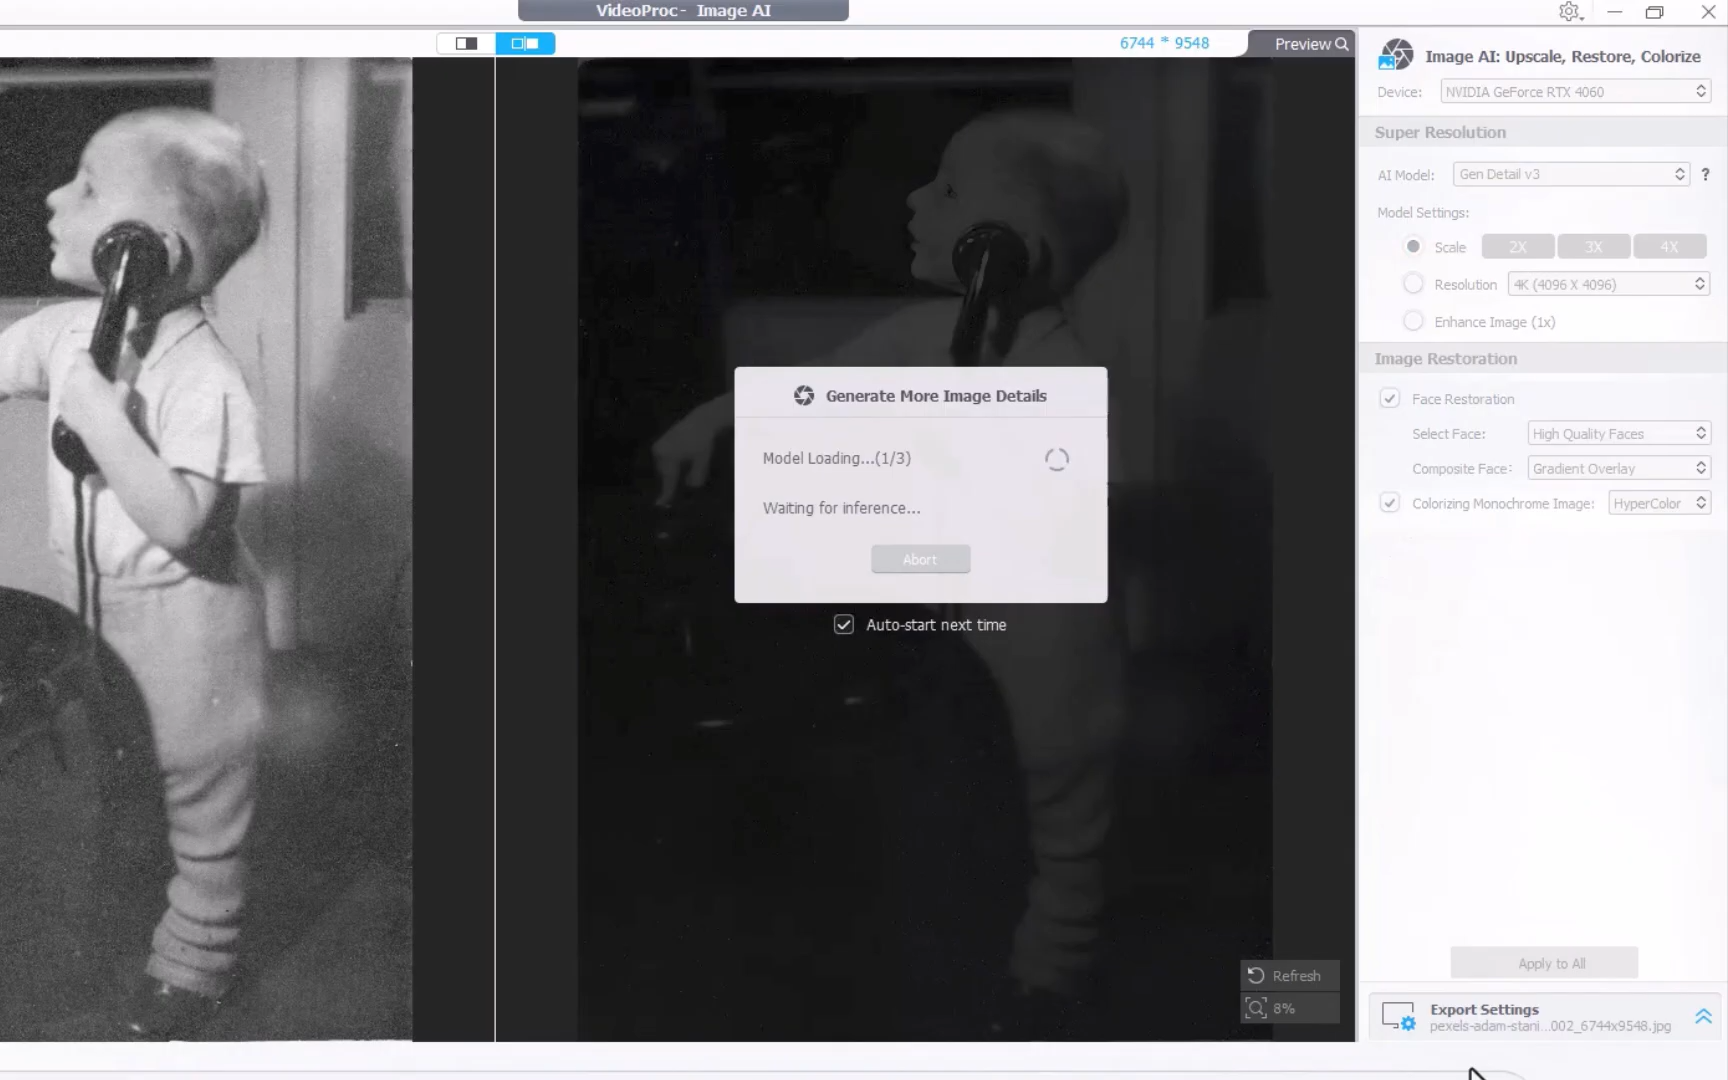 VideoProc - Image AI
6744 * 9548
Preview
Image AI: Upscale, Restore, Colorize
Device: NVIDIA GeForce RTX 4060
Super Resolution
AI Model: Gen Detail v3 ?
Model Settings:
Scale 2X 3X 4X
Resolution 4K (4096 X 4096)
Enhance Image (1x)
Image Restoration
Face Restoration
Select Face: High Quality Faces
Composite Face: Gradient Overlay
Colorizing Monochrome Image: HyperColor
Generate More Image Details
Model Loading...(1/3)
Waiting for inference...
Abort
Auto-start next time
Refresh
8%
Apply to All
Export Settings
pexels-adam-stani...002_6744x9548.jpg